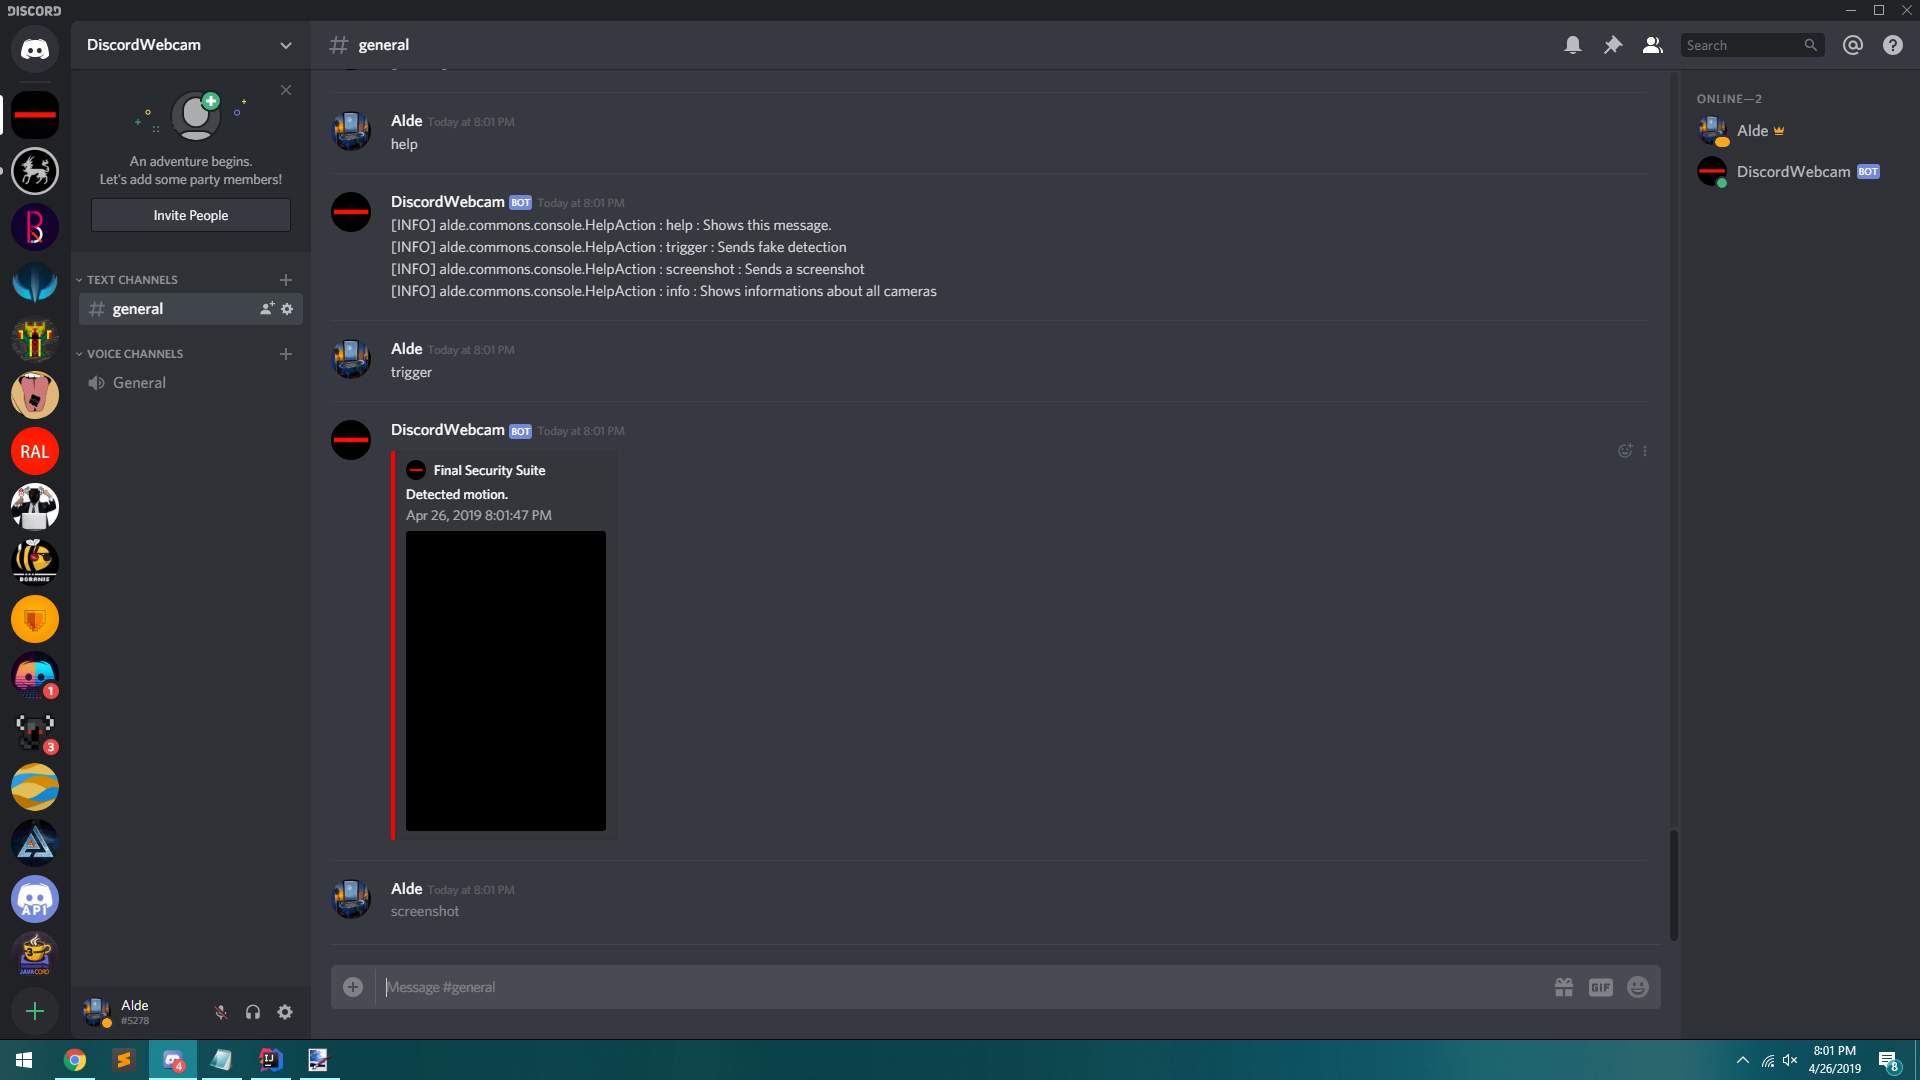 DISCORD
DiscordWebcam
general
Search
An adventure begins.
Let's add some party members!
Invite People
TEXT CHANNELS
general
VOICE CHANNELS
General
RAL
BORANIS
1
3
API
3
JAVACORD
Alde Today at 8:01 PM
help
DiscordWebcam BOT Today at 8:01 PM
[INFO] alde.commons.console.HelpAction : help : Shows this message.
[INFO] alde.commons.console.HelpAction : trigger : Sends fake detection
[INFO] alde.commons.console.HelpAction : screenshot : Sends a screenshot
[INFO] alde.commons.console.HelpAction : info : Shows informations about all cameras
Alde Today at 8:01 PM
trigger
DiscordWebcam BOT Today at 8:01 PM
Final Security Suite
Detected motion.
Apr 26, 2019 8:01:47 PM
Alde Today at 8:01 PM
screenshot
Message #general
GIF
ONLINE—2
Alde
DiscordWebcam BOT
Alde
#5278
4
IJ
8:01 PM
4/26/2019
8